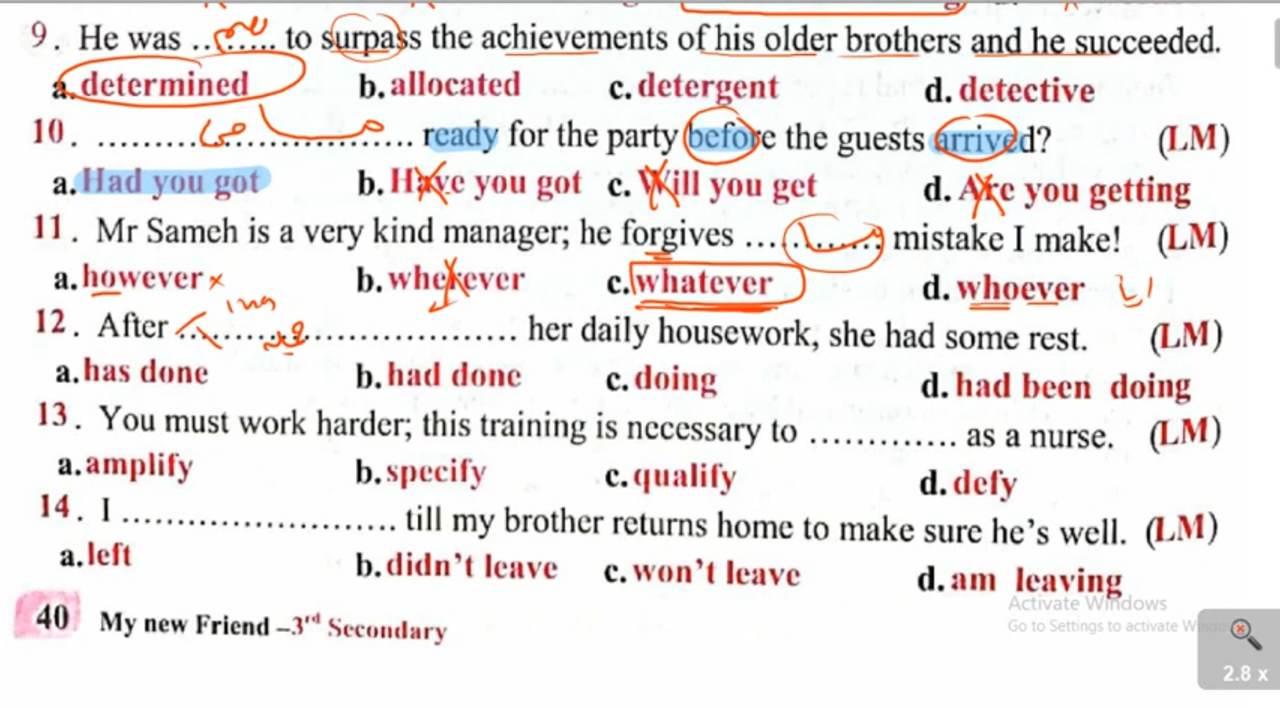 9. He was ............ to surpass the achievements of his older brothers and he succeeded.
a. determined b. allocated c. detergent d. detective
10. .................................... ready for the party before the guests arrived? (LM)
a. Had you got b. Have you got c. Will you get d. Are you getting
11. Mr Sameh is a very kind manager; he forgives ............... mistake I make! (LM)
a. however b. wherever c. whatever d. whoever
ing
12. After .................................... her daily housework, she had some rest. (LM)
a. has done b. had done c. doing d. had been doing
13. You must work harder; this training is necessary to ............. as a nurse. (LM)
a. amplify b. specify c. qualify d. defy
14. I ......................... till my brother returns home to make sure he's well. (LM)
a. left b. didn't leave c. won't leave d. am leaving
40 My new Friend –3rd Secondary
Activate Windows
Go to Settings to activate
2.8 x